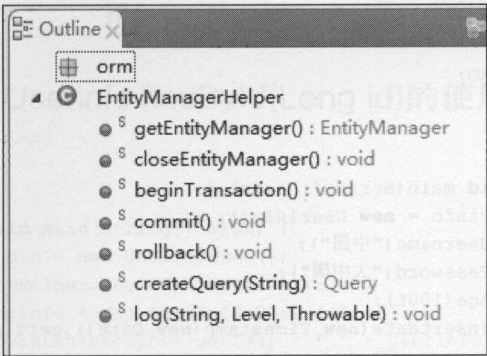 Outline
orm
EntityManagerHelper
S getEntityManager() : EntityManager
S closeEntityManager() : void
S beginTransaction() : void
S commit() : void
S rollback() : void
S createQuery(String) : Query
S log(String, Level, Throwable) : void